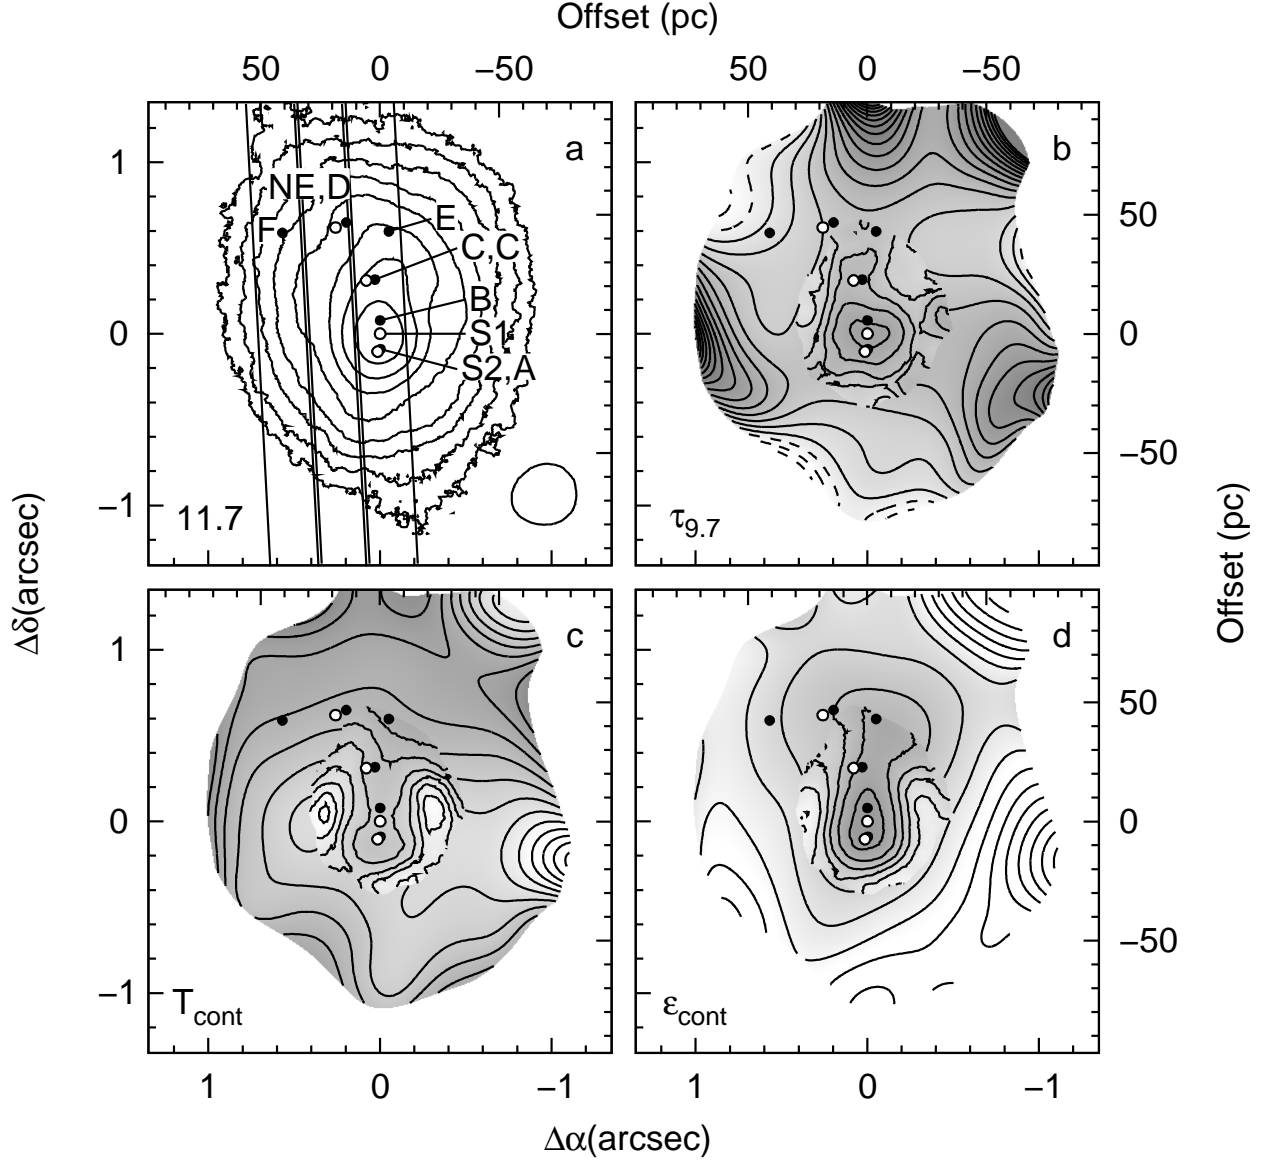 Offset (pc)
50 0 −50 50 0 −50
a
b
1
NE,D
F
E
C,C
50
B
0
S1
0
S2,A
−50
−1
11.7
τ9.7
Δδ(arcsec)
Offset (pc)
c
d
1
50
0
0
−50
−1
Tcont
εcont
1 0 −1 1 0 −1
Δα(arcsec)